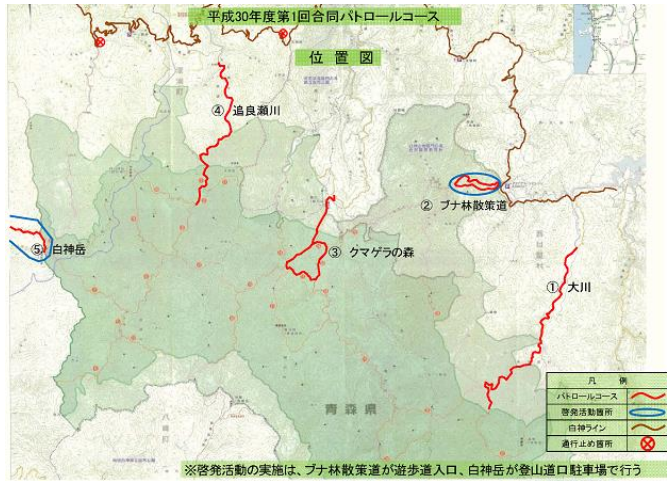 平成30年度第1回合同パトロールコース
位置図
④ 追良瀬川
② ブナ林散策道
⑤ 白神岳
③ クマゲラの森
① 大川
青森県
凡 例
パトロールコース
啓発活動箇所
白神ライン
通行止め箇所
※啓発活動の実施は、ブナ林散策道が遊歩道入口、白神岳が登山道口駐車場で行う